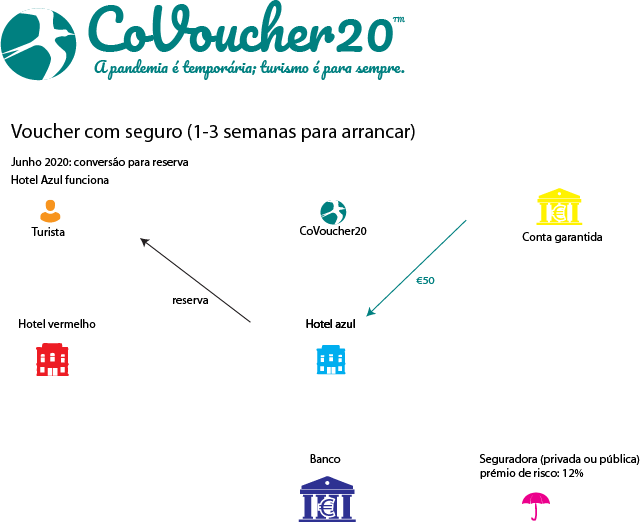 CoVoucher20™
A pandemia é temporária; turismo é para sempre.
Voucher com seguro (1-3 semanas para arrancar)
Junho 2020: conversão para reserva
Hotel Azul funciona
Turista
CoVoucher20
Conta garantida
€50
reserva
Hotel vermelho
Hotel azul
Banco
Seguradora (privada ou pública)
prémio de risco: 12%